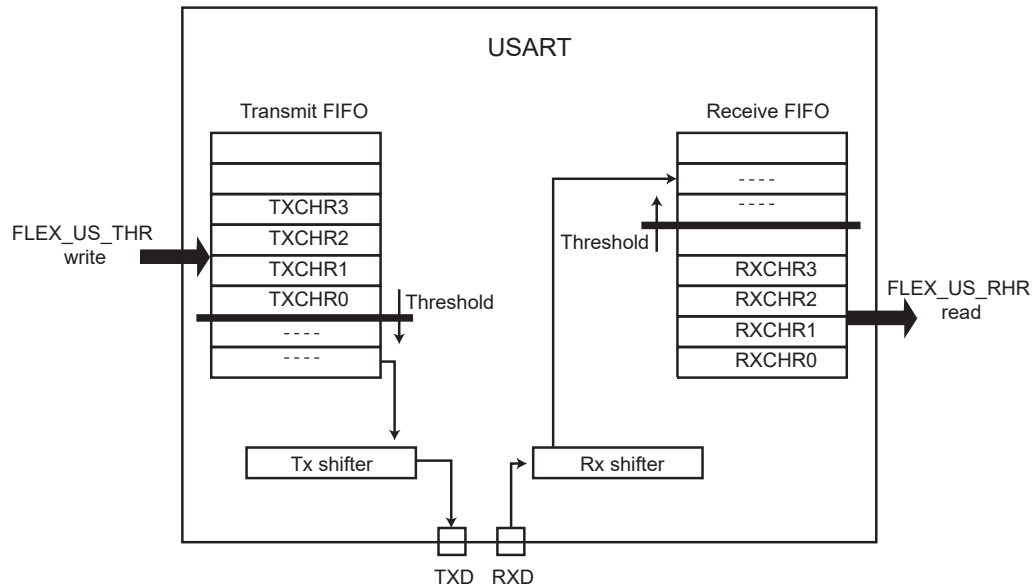 USART
Transmit FIFO
TXCHR3
TXCHR2
TXCHR1
TXCHR0
- - - -
- - - -
FLEX_US_THR
write
Threshold
Tx shifter
TXD
Receive FIFO
- - - -
- - - -
Threshold
RXCHR3
RXCHR2
RXCHR1
RXCHR0
FLEX_US_RHR
read
Rx shifter
RXD